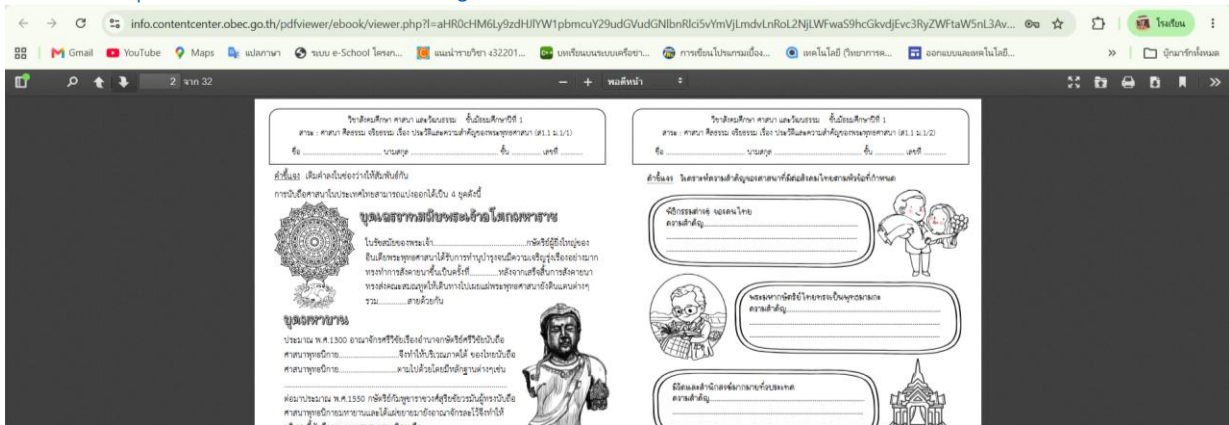 info.contentcenter.obec.go.th/pdfviewer/ebook/viewer.php?l=aHR0cHM6Ly9zdHJlYW1pbmcuY29udGVudGNlbnRlci5vYmVjLmdvLnRoL2NjLWFwaS9hcGkvdjEvc3RyZWFtaW5nL3Av...
โหมดใหม่
Gmail
YouTube
Maps
แปลภาษา
ระบบ e-School โครงก...
แนะนำรายวิชา ง32201...
บทเรียนบนระบบเครือขา...
การเขียนโปรแกรมเบื้อง...
เทคโนโลยี (วิทยาการค...
ออกแบบและเทคโนโลยี...
บุ๊กมาร์กทั้งหมด
2 จาก 32
พอดีหน้า
วิชาสังคมศึกษา ศาสนา และวัฒนธรรม ชั้นมัธยมศึกษาปีที่ 1
สาระ : ศาสนา ศีลธรรม จริยธรรม เรื่อง ประวัติและความสำคัญของพระพุทธศาสนา (ส1.1 ม.1/1)
ชื่อ ........................ นามสกุล ........................ ชั้น ............ เลขที่ ..........
คำชี้แจง เติมคำลงในช่องว่างให้สัมพันธ์กัน
การนับถือศาสนาในประเทศไทยสามารถแบ่งออกได้เป็น 4 ยุคดังนี้
ยุคเถรวาทสมัยพระเจ้าอโศกมหาราช
ในรัชสมัยของพระเจ้า........................กษัตริย์ผู้ยิ่งใหญ่ของ
อินเดียพระพุทธศาสนาได้รับการทำนุบำรุงจนมีความเจริญรุ่งเรืองอย่างมาก
ทรงทำการสังคายนาขึ้นเป็นครั้งที่............หลังจากเสร็จสิ้นการสังคายนา
ทรงส่งคณะสมณทูตให้เดินทางไปเผยแผ่พระพุทธศาสนายังดินแดนต่างๆ
รวม............สายด้วยกัน
ยุคมหายาน
ประมาณ พ.ศ.1300 อาณาจักรศรีวิชัยเรืองอำนาจกษัตริย์ศรีวิชัยนับถือ
ศาสนาพุทธนิกาย....................จึงทำให้บริเวณภาคใต้ ของไทยนับถือ
ศาสนาพุทธนิกาย....................ตามไปด้วยโดยมีหลักฐานต่างๆเช่น
ต่อมาประมาณ พ.ศ.1550 กษัตริย์กัมพูชาราชวงศ์สุริยชัยวรมันผู้ทรงนับถือ
ศาสนาพุทธนิกายมหายานและได้แผ่ขยายมายังอาณาจักรละโว้จึงทำให้
วิชาสังคมศึกษา ศาสนา และวัฒนธรรม ชั้นมัธยมศึกษาปีที่ 1
สาระ : ศาสนา ศีลธรรม จริยธรรม เรื่อง ประวัติและความสำคัญของพระพุทธศาสนา (ส1.1 ม.1/2)
ชื่อ ........................ นามสกุล ........................ ชั้น ............ เลขที่ ..........
คำชี้แจง วิเคราะห์ความสำคัญของศาสนาที่มีต่อสังคมไทยตามหัวข้อที่กำหนด
พิธีกรรมต่างๆ ของคนไทย
ความสำคัญ........................
พระมหากษัตริย์ไทยทรงเป็นพุทธมามกะ
ความสำคัญ........................
มีวัดและสำนักสงฆ์มากมายทั่วประเทศ
ความสำคัญ........................